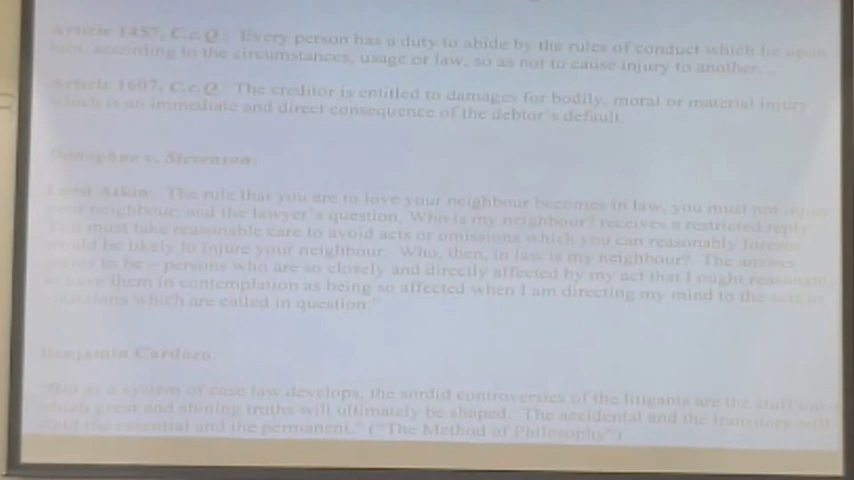 Article 1457, C.c.Q.: Every person has a duty to abide by the rules of conduct which lie upon
him, according to the circumstances, usage or law, so as not to cause injury to another...
Article 1607, C.c.Q.: The creditor is entitled to damages for bodily, moral or material injury
which is an immediate and direct consequence of the debtor's default.
Donoghue v. Stevenson:
Lord Atkin: The rule that you are to love your neighbour becomes in law, you must not injure
your neighbour; and the lawyer's question, Who is my neighbour? receives a restricted reply.
You must take reasonable care to avoid acts or omissions which you can reasonably foresee
would be likely to injure your neighbour. Who, then, in law is my neighbour? The answer
seems to be – persons who are so closely and directly affected by my act that I ought reasonably
to have them in contemplation as being so affected when I am directing my mind to the acts or
omissions which are called in question."
Benjamin Cardozo:
"But as a system of case law develops, the sordid controversies of the litigants are the stuff
which great and shining truths will ultimately be shaped. The accidental and the transitory will
yield the essential and the permanent." ("The Method of Philosophy")